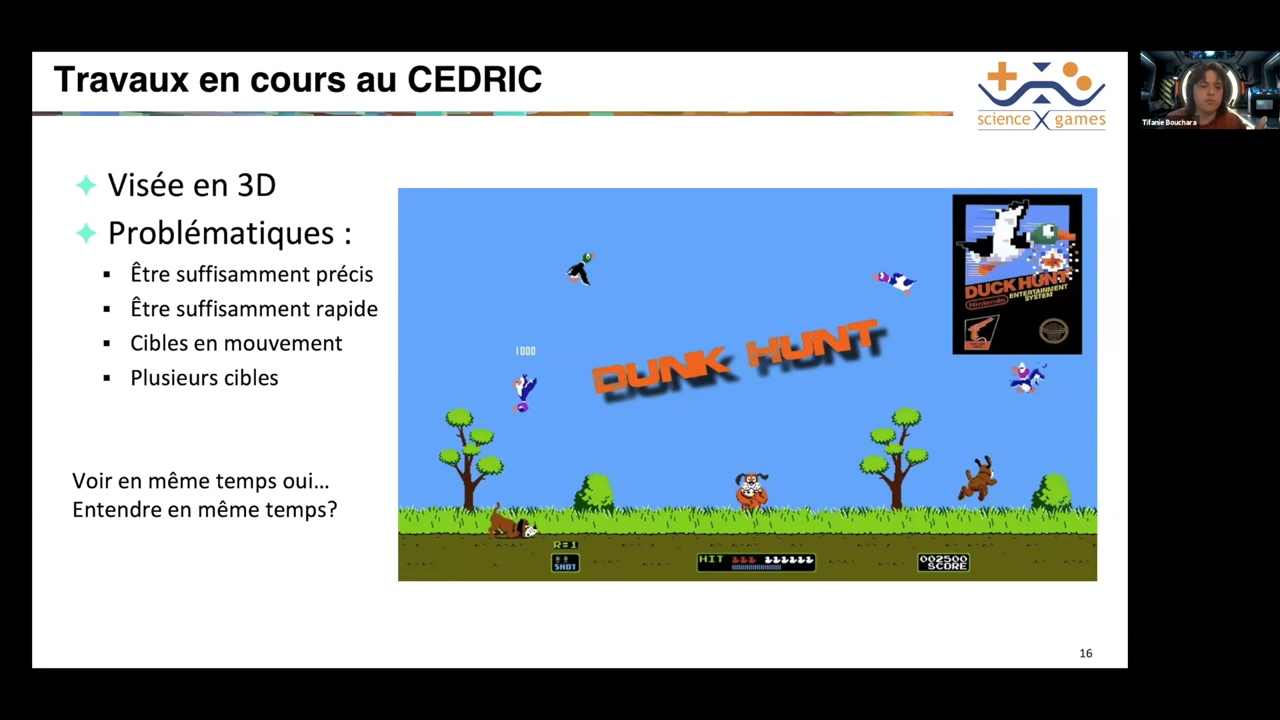 Travaux en cours au CEDRIC
science games
Tifanie Bouchara
Visée en 3D
Problématiques :
Être suffisamment précis
Être suffisamment rapide
Cibles en mouvement
Plusieurs cibles
Voir en même temps oui...
Entendre en même temps?
DUCK HUNT
Nintendo ENTERTAINMENT
SYSTEM
1000
DUNK HUNT
R=1
SHOT
HIT
002500
SCORE
16